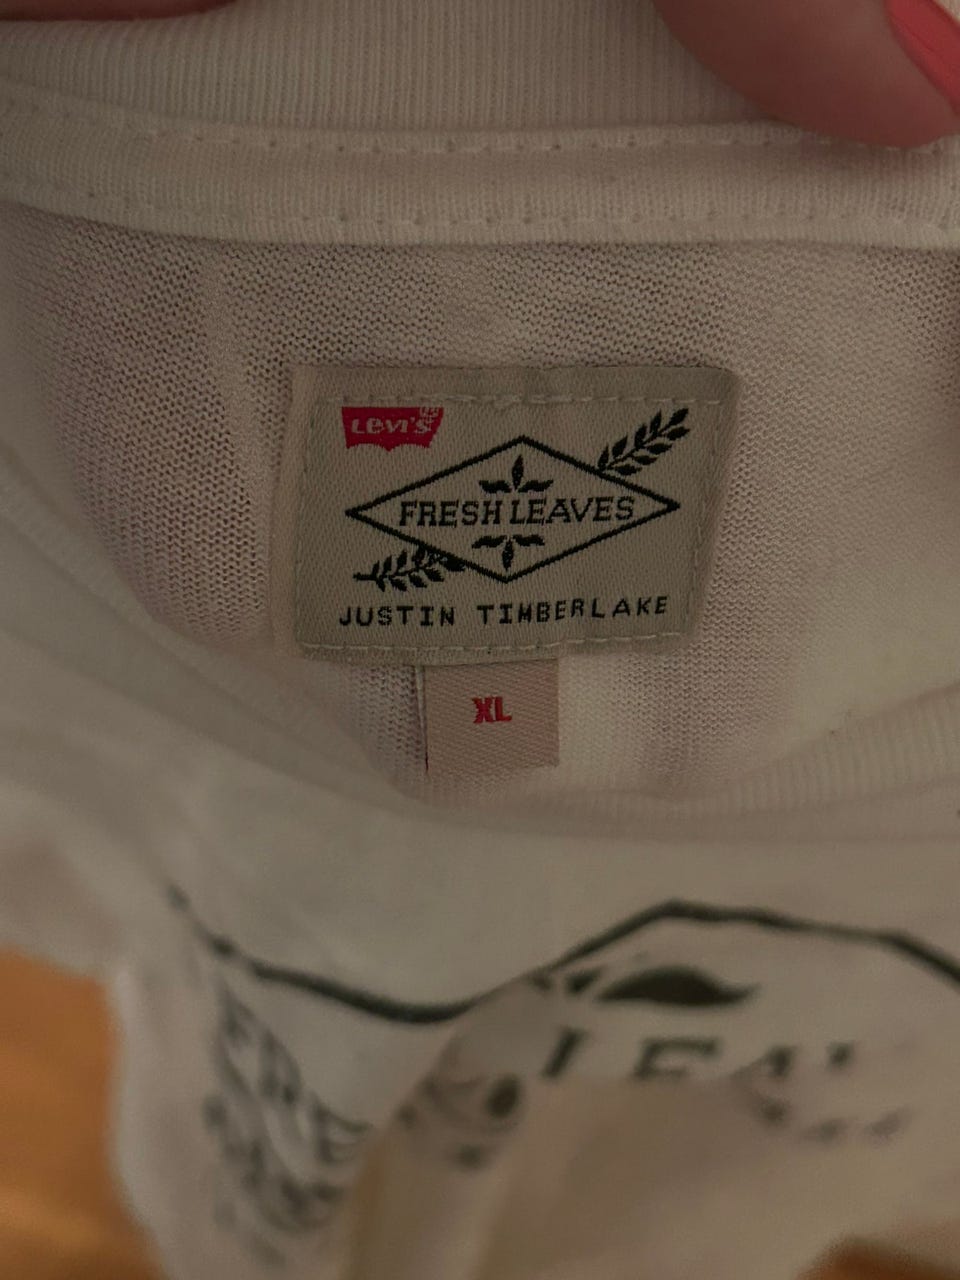 Levi's
FRESH LEAVES
JUSTIN TIMBERLAKE
XL